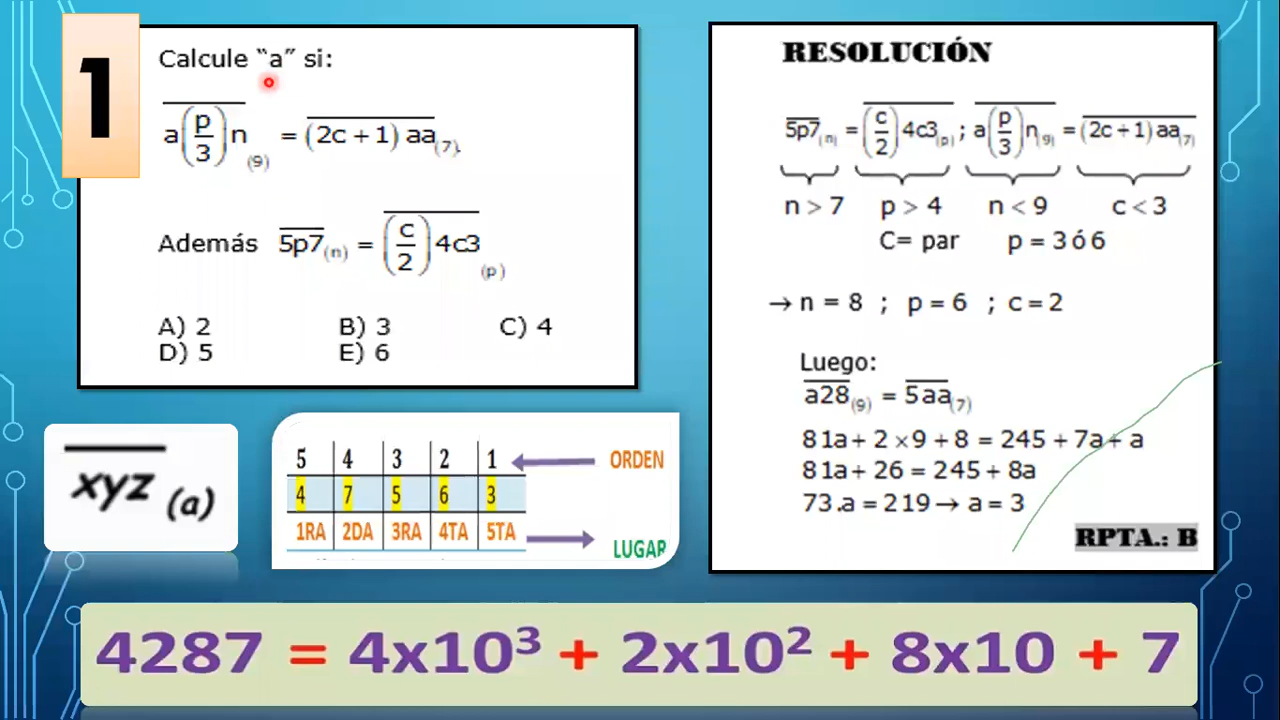 1
Calcule “a” si:
a(p/3)n(9) = (2c + 1) aa(7).
Además 5p7(n) = (c/2)4c3(p)
A) 2 B) 3 C) 4
D) 5 E) 6
xyz (a)
5 4 3 2 1 ORDEN
4 7 5 6 3
1RA 2DA 3RA 4TA 5TA LUGAR
RESOLUCIÓN
5p7(n) = (c/2)4c3(p) ; a(p/3)n(9) = (2c + 1) aa(7)
n > 7 p > 4 n < 9 c < 3
C= par p = 3 ó 6
→ n = 8 ; p = 6 ; c = 2
Luego:
a28(9) = 5aa(7)
81a + 2 × 9 + 8 = 245 + 7a + a
81a + 26 = 245 + 8a
73.a = 219 → a = 3
RPTA.: B
4287 = 4x10³ + 2x10² + 8x10 + 7